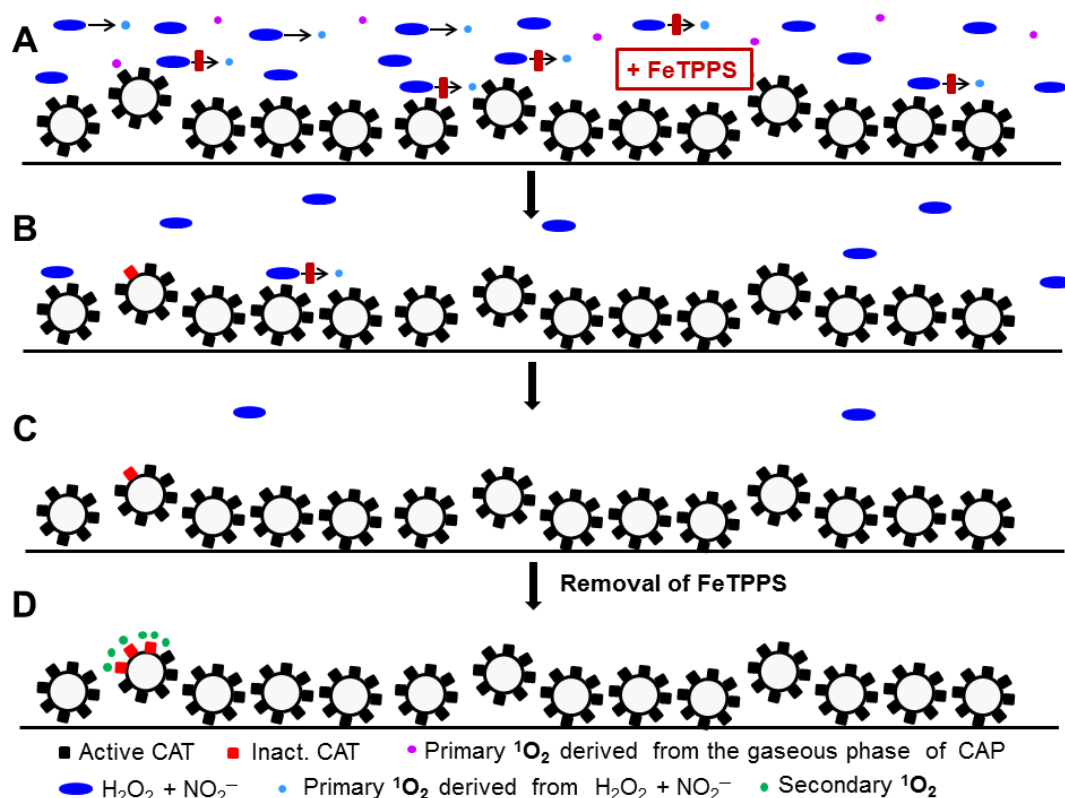 A
+ FeTPPS
B
C
Removal of FeTPPS
D
Active CAT Inact. CAT Primary ¹O₂ derived from the gaseous phase of CAP
H₂O₂ + NO₂⁻ Primary ¹O₂ derived from H₂O₂ + NO₂⁻ Secondary ¹O₂